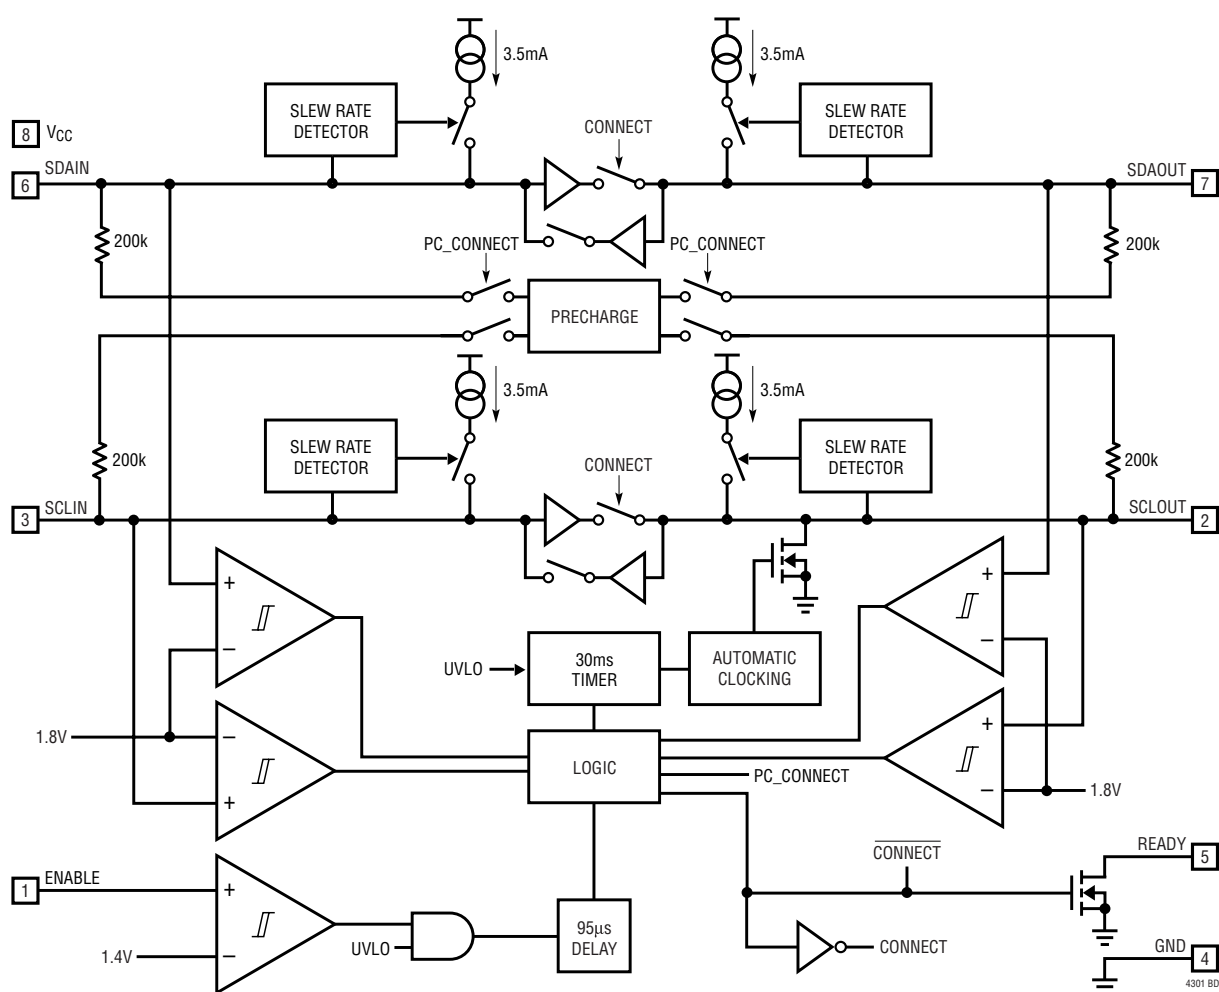 3.5mA
3.5mA
SLEW RATE
DETECTOR
SLEW RATE
DETECTOR
CONNECT
8 VCC
SDAIN
6
SDAOUT
7
200k
PC_CONNECT
PC_CONNECT
200k
PRECHARGE
3.5mA
3.5mA
SLEW RATE
DETECTOR
SLEW RATE
DETECTOR
200k
CONNECT
200k
SCLIN
3
SCLOUT
2
+
+
−
−
UVLO
30ms
TIMER
AUTOMATIC
CLOCKING
1.8V
−
+
LOGIC
PC_CONNECT
+
−
1.8V
CONNECT
READY
5
ENABLE
1
+
UVLO
95µs
DELAY
CONNECT
1.4V
−
GND
4
4301 BD